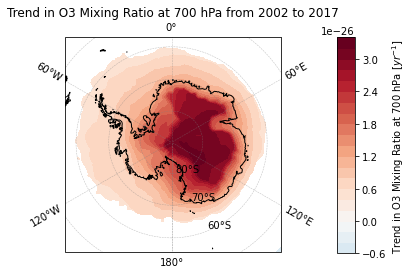 Trend in O3 Mixing Ratio at 700 hPa from 2002 to 2017
0°
1e−26
60°W
60°E
3.0
2.4
1.8
1.2
0.6
0.0
−0.6
80°S
70°S
60°S
120°W
120°E
180°
Trend in O3 Mixing Ratio at 700 hPa [yr⁻¹]